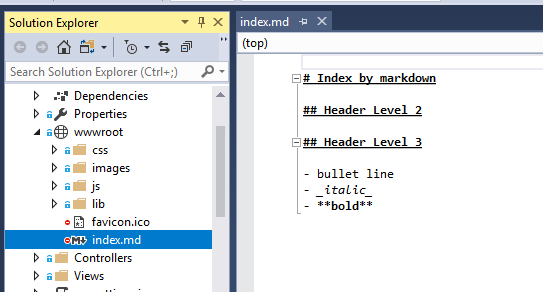 Solution Explorer
Search Solution Explorer (Ctrl+;)
Dependencies
Properties
wwwroot
css
images
js
lib
favicon.ico
index.md
Controllers
Views
index.md
(top)
# Index by markdown
## Header Level 2
## Header Level 3
- bullet line
- _italic_
- **bold**